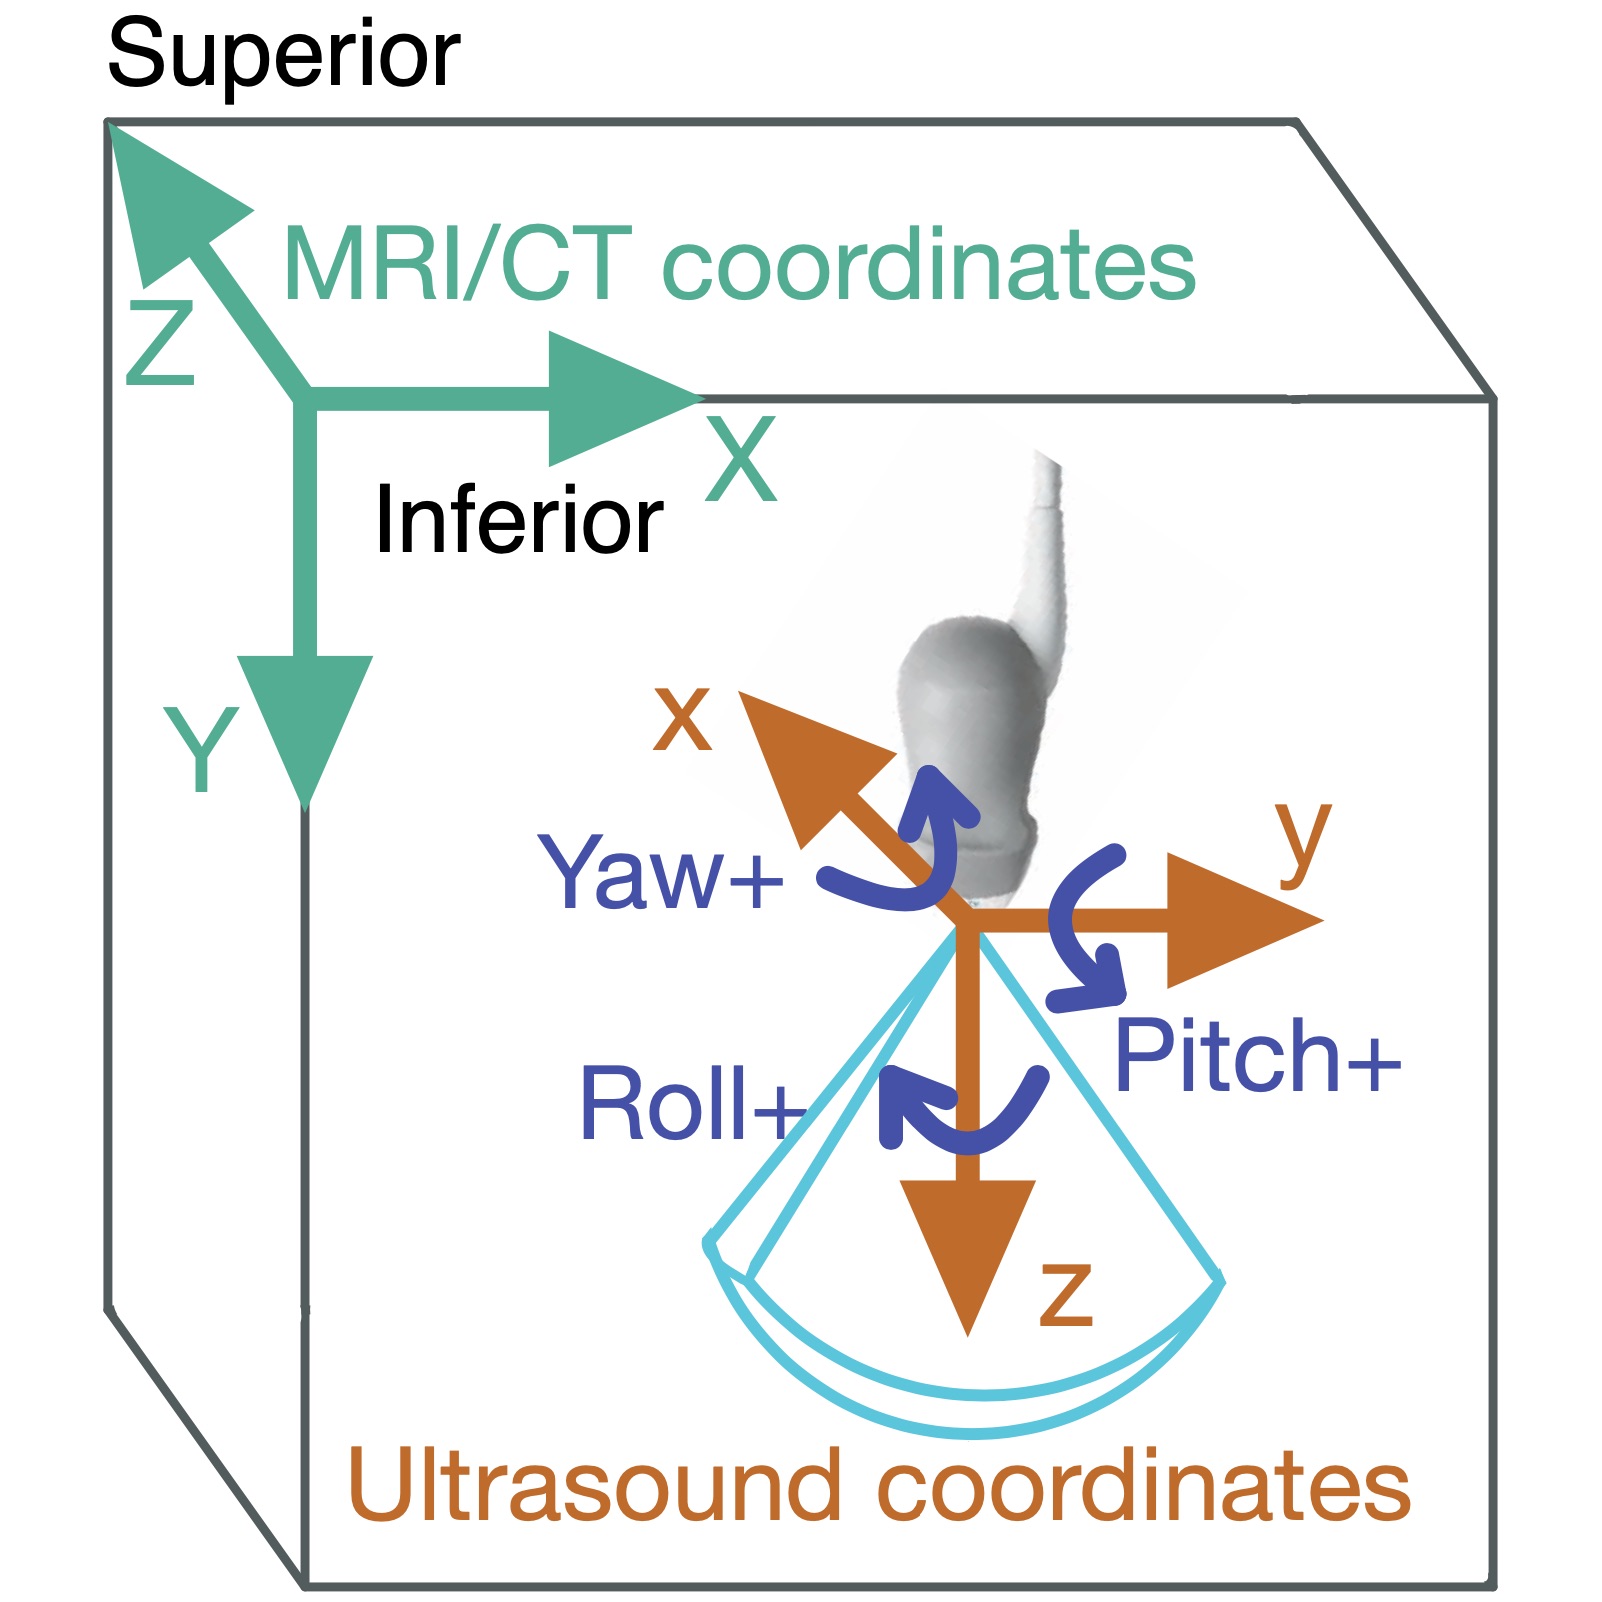 Superior
MRI/CT coordinates
Z
X
Inferior
Y
x
y
Yaw+
Pitch+
Roll+
z
Ultrasound coordinates